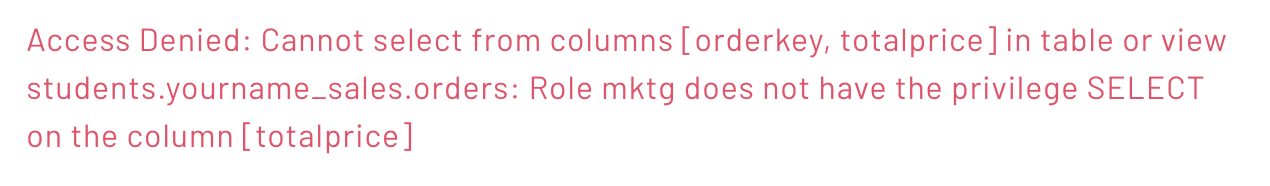 Access Denied: Cannot select from columns [orderkey, totalprice] in table or view
students.yourname_sales.orders: Role mktg does not have the privilege SELECT
on the column [totalprice]